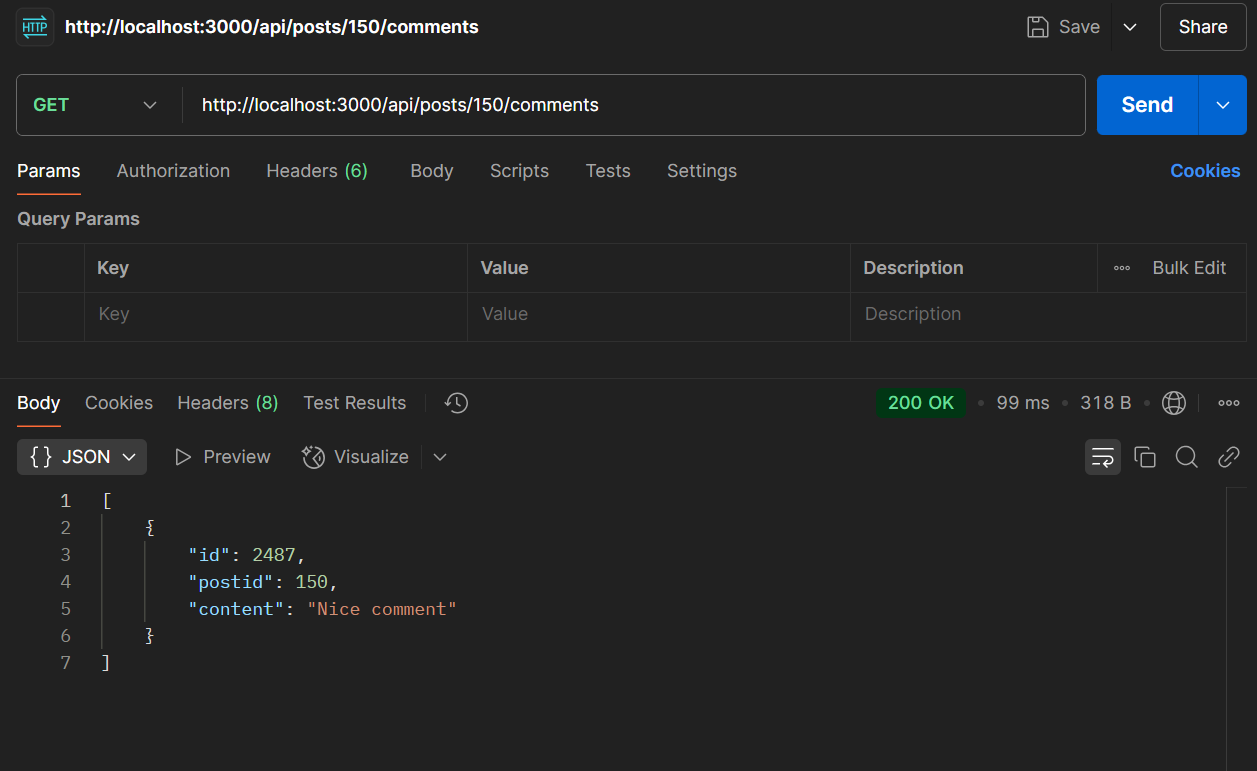 HTTP http://localhost:3000/api/posts/150/comments Save Share
GET http://localhost:3000/api/posts/150/comments Send
Params Authorization Headers (6) Body Scripts Tests Settings Cookies
Query Params
Key Value Description Bulk Edit
Key Value Description
Body Cookies Headers (8) Test Results 200 OK • 99 ms • 318 B •
{} JSON Preview Visualize
1 [
2 {
3 "id": 2487,
4 "postid": 150,
5 "content": "Nice comment"
6 }
7 ]